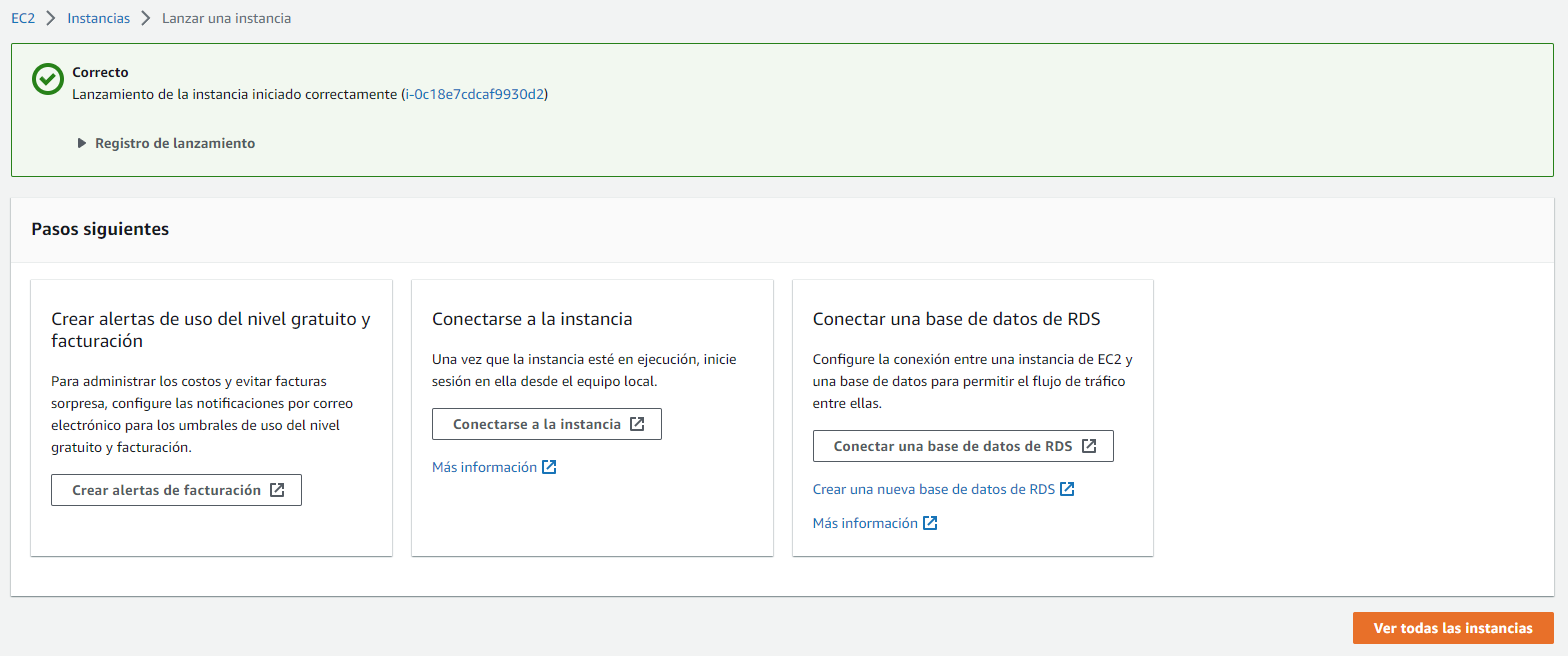 EC2 Instancias Lanzar una instancia
Correcto
Lanzamiento de la instancia iniciado correctamente (i-0c18e7cdcaf9930d2)
Registro de lanzamiento
Pasos siguientes
Crear alertas de uso del nivel gratuito y
facturación
Para administrar los costos y evitar facturas
sorpresa, configure las notificaciones por correo
electrónico para los umbrales de uso del nivel
gratuito y facturación.
Crear alertas de facturación
Conectarse a la instancia
Una vez que la instancia esté en ejecución, inicie
sesión en ella desde el equipo local.
Conectarse a la instancia
Más información
Conectar una base de datos de RDS
Configure la conexión entre una instancia de EC2 y
una base de datos para permitir el flujo de tráfico
entre ellas.
Conectar una base de datos de RDS
Crear una nueva base de datos de RDS
Más información
Ver todas las instancias